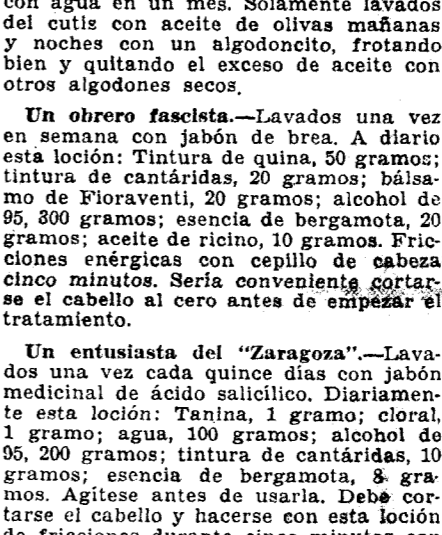 con agua en un mes. Solamente lavados
del cutis con aceite de olivas mañanas
y noches con un algodoncito, frotando
bien y quitando el exceso de aceite con
otros algodones secos.
Un obrero fascista.—Lavados una vez
en semana con jabón de brea. A diario
esta loción: Tintura de quina, 50 gramos;
tintura de cantáridas, 20 gramos; bálsa-
mo de Fioraventi, 20 gramos; alcohol de
95, 300 gramos; esencia de bergamota, 20
gramos; aceite de ricino, 10 gramos. Fric-
ciones enérgicas con cepillo de cabeza
cinco minutos. Sería conveniente cortar-
se el cabello al cero antes de empezar el
tratamiento.
Un entusiasta del "Zaragoza".—Lava-
dos una vez cada quince días con jabón
medicinal de ácido salicílico. Diariamen-
te esta loción: Tanina, 1 gramo; cloral,
1 gramo; agua, 100 gramos; alcohol de
95, 200 gramos; tintura de cantáridas, 10
gramos; esencia de bergamota, 8 gra-
mos. Agítese antes de usarla. Debe cor-
tarse el cabello y hacerse con esta loción
de fricciones durante cinco minutos con